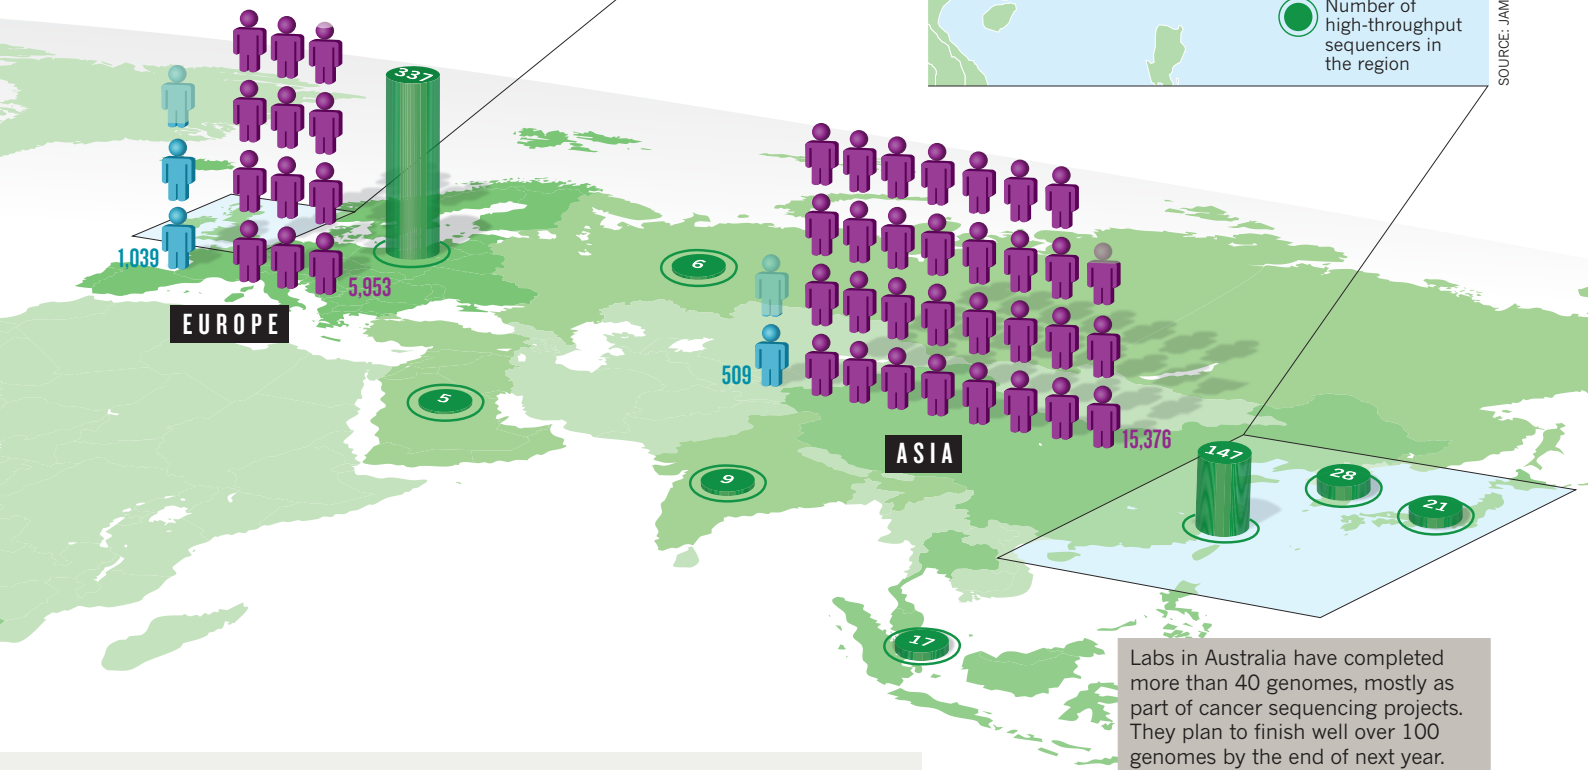 Number of
high-throughput
sequencers in
the region
SOURCE: JAM
337
1,039
5,953
EUROPE
6
509
5
15,376
ASIA
9
147
28
21
17
Labs in Australia have completed
more than 40 genomes, mostly as
part of cancer sequencing projects.
They plan to finish well over 100
genomes by the end of next year.